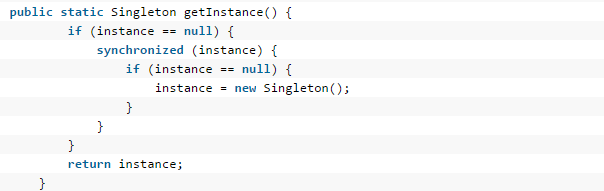 public static Singleton getInstance() {
        if (instance == null) {
            synchronized (instance) {
                if (instance == null) {
                    instance = new Singleton();
                }
            }
        }
        return instance;
    }